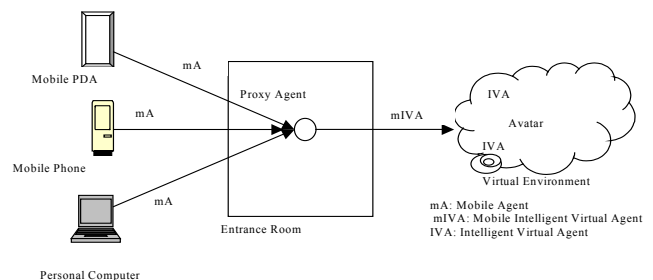 Mobile PDA
mA
Proxy Agent
mA
mIVA
IVA
Avatar
IVA
Mobile Phone
Virtual Environment
mA
mA: Mobile Agent
mIVA: Mobile Intelligent Virtual Agent
IVA: Intelligent Virtual Agent
Entrance Room
Personal Computer